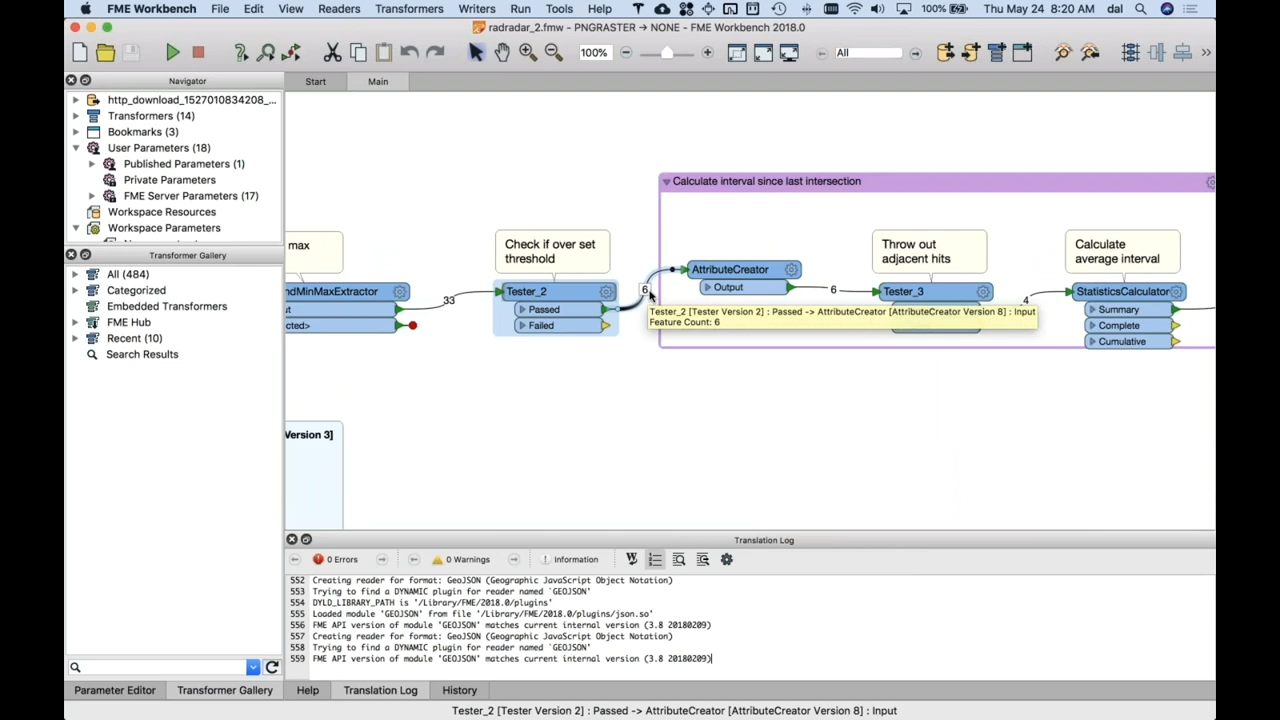 FME Workbench File Edit View Readers Transformers Writers Run Tools Help 100% Thu May 24 8:20 AM dal
radradar_2.fmw - PNGRASTER → NONE - FME Workbench 2018.0
100% All
Navigator
Start Main
http_download_1527010834208_...
Transformers (14)
Bookmarks (3)
User Parameters (18)
Published Parameters (1)
Private Parameters
FME Server Parameters (17)
Workspace Resources
Workspace Parameters
Transformer Gallery
All (484)
Categorized
Embedded Transformers
FME Hub
Recent (10)
Search Results
Calculate interval since last intersection
max
Check if over set
threshold
Throw out
adjacent hits
Calculate
average interval
ndMinMaxExtractor
cted>
33
Tester_2
Passed
Failed
6
AttributeCreator
Output
6
Tester_3
4
StatisticsCalculator
Summary
Complete
Cumulative
Tester_2 [Tester Version 2] : Passed -> AttributeCreator [AttributeCreator Version 8] : Input
Feature Count: 6
Version 3]
Translation Log
0 Errors 0 Warnings Information
552 Creating reader for format: GeoJSON (Geographic JavaScript Object Notation)
553 Trying to find a DYNAMIC plugin for reader named `GEOJSON'
554 DYLD_LIBRARY_PATH is '/Library/FME/2018.0/plugins'
555 Loaded module 'GEOJSON' from file '/Library/FME/2018.0/plugins/json.so'
556 FME API version of module 'GEOJSON' matches current internal version (3.8 20180209)
557 Creating reader for format: GeoJSON (Geographic JavaScript Object Notation)
558 Trying to find a DYNAMIC plugin for reader named `GEOJSON'
559 FME API version of module 'GEOJSON' matches current internal version (3.8 20180209)
Parameter Editor Transformer Gallery Help Translation Log History
Tester_2 [Tester Version 2] : Passed -> AttributeCreator [AttributeCreator Version 8] : Input